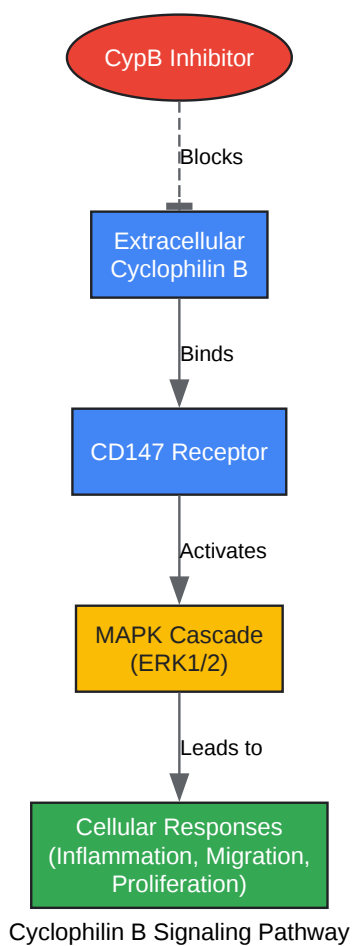 CypB Inhibitor
Blocks
Extracellular
Cyclophilin B
Binds
CD147 Receptor
Activates
MAPK Cascade
(ERK1/2)
Leads to
Cellular Responses
(Inflammation, Migration,
Proliferation)
Cyclophilin B Signaling Pathway